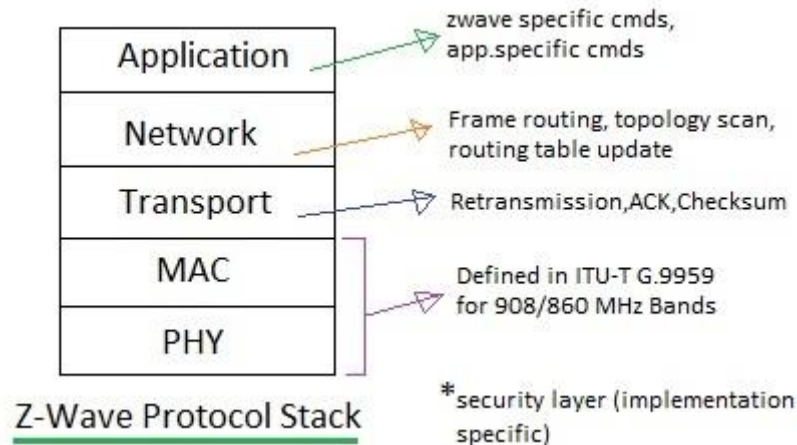 Application
zwave specific cmds,
app.specific cmds
Network
Frame routing, topology scan,
routing table update
Transport
Retransmission,ACK,Checksum
MAC
Defined in ITU-T G.9959
for 908/860 MHz Bands
PHY
Z-Wave Protocol Stack
*security layer (implementation
specific)